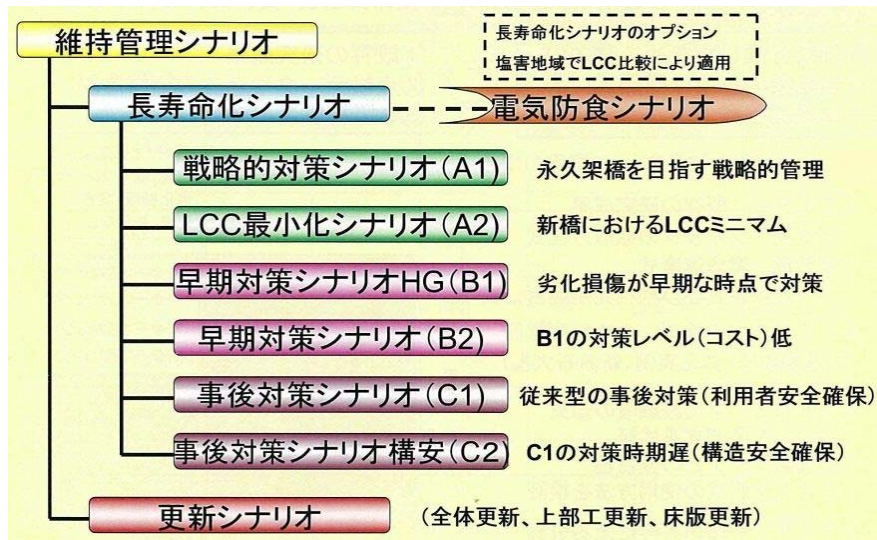 維持管理シナリオ
長寿命化シナリオのオプション
塩害地域でLCC比較により適用
長寿命化シナリオ
電気防食シナリオ
戦略的対策シナリオ(A1) 永久架橋を目指す戦略的管理
LCC最小化シナリオ(A2) 新橋におけるLCCミニマム
早期対策シナリオHG(B1) 劣化損傷が早期な時点で対策
早期対策シナリオ(B2) B1の対策レベル(コスト)低
事後対策シナリオ(C1) 従来型の事後対策(利用者安全確保)
事後対策シナリオ構安(C2) C1の対策時期遅(構造安全確保)
更新シナリオ (全体更新、上部工更新、床版更新)